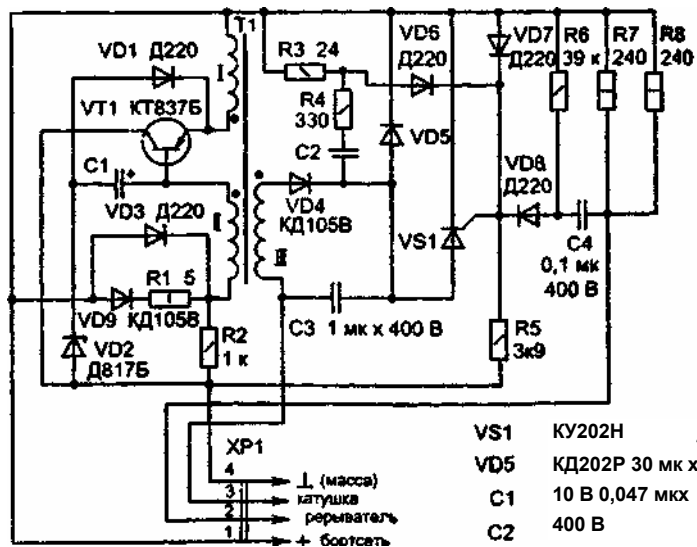 T1
VD1 Д220
I
VT1 КТ837Б
C1 +
VD3 Д220
II
III
R1 5
VD9 КД105В
VD2
Д817Б
R2
1 к
R3 24
R4
330
C2
VD4
КД105В
C3 1 мк х 400 В
VD5
VD6
Д220
VS1
VD7
Д220
R6
39 к
R7
240
R8
240
VD8
Д220
C4
0,1 мк
400 В
R5
3к9
XP1
4 ⊥ (масса)
3 катушка
2 рерыватель
1 + бортсеть
VS1 КУ202Н
VD5 КД202Р 30 мк х
C1 10 В 0,047 мкх
C2 400 В